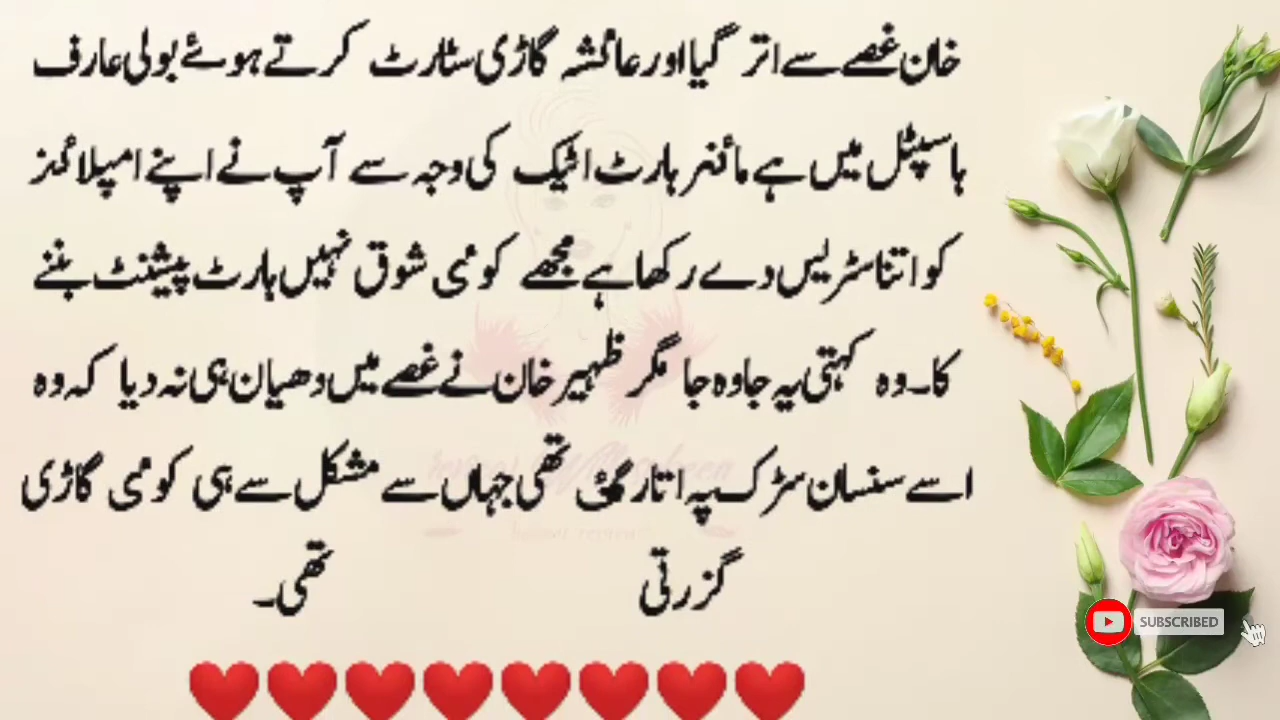 خان غصے سے اتر گیا اور عائشہ گاڑی سٹارٹ کرتے ہوئے بولی عارف
ہاسپٹل میں ہے مائنر ہارٹ اٹیک کی وجہ سے آپ نے اپنے امپلائمنز
کو اتنا سٹریس دے رکھا ہے مجھے کوئی شوق نہیں ہارٹ پیشنٹ بننے
کا۔ وہ کہتی یہ جا وہ جا مگر ظہیر خان نے غصے میں دھیان ہی نہ دیا کہ وہ
اسے سنسان سڑک پہ اتار گئی تھی جہاں سے مشکل سے ہی کوئی گاڑی
گزرتی تھی۔
SUBSCRIBED